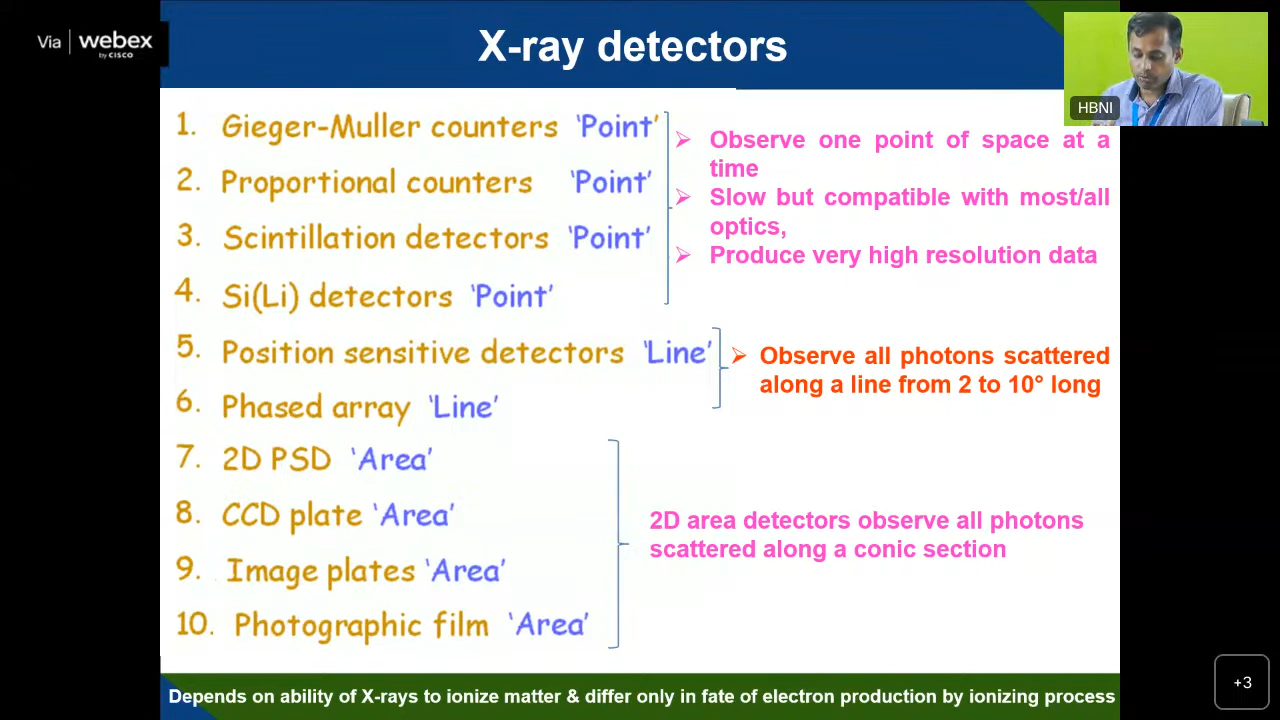 Via webex
by CISCO
X-ray detectors
HBNI
1. Gieger-Muller counters 'Point'
2. Proportional counters 'Point'
3. Scintillation detectors 'Point'
4. Si(Li) detectors 'Point'
➢ Observe one point of space at a
time
➢ Slow but compatible with most/all
optics,
➢ Produce very high resolution data
5. Position sensitive detectors 'Line'
6. Phased array 'Line'
➢ Observe all photons scattered
along a line from 2 to 10° long
7. 2D PSD 'Area'
8. CCD plate 'Area'
9. Image plates 'Area'
10. Photographic film 'Area'
2D area detectors observe all photons
scattered along a conic section
Depends on ability of X-rays to ionize matter & differ only in fate of electron production by ionizing process
+3